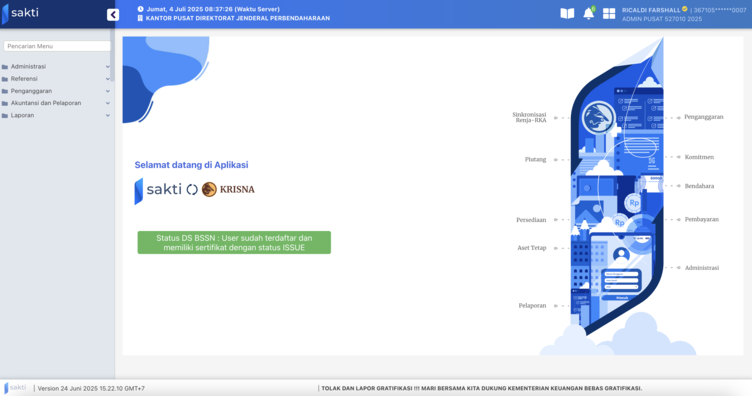 sakti
Jumat, 4 Juli 2025 08:37:26 (Waktu Server)
KANTOR PUSAT DIREKTORAT JENDERAL PERBENDAHARAAN
RICALDI FARSHALL | 367105******0007
ADMIN PUSAT 527010 2025
Pencarian Menu
Administrasi
Referensi
Penganggaran
Akuntansi dan Pelaporan
Laporan
Selamat datang di Aplikasi
sakti KRISNA
Status DS BSSN : User sudah terdaftar dan
memiliki sertifikat dengan status ISSUE
Sinkronisasi
Renja-RKA
Piutang
Persediaan
Aset Tetap
Pelaporan
Penganggaran
Komitmen
Bendahara
Pembayaran
Administrasi
Rp
Rp
sakti | Version 24 Juni 2025 15.22.10 GMT+7
| TOLAK DAN LAPOR GRATIFIKASI !!! MARI BERSAMA KITA DUKUNG KEMENTERIAN KEUANGAN BEBAS GRATIFIKASI.